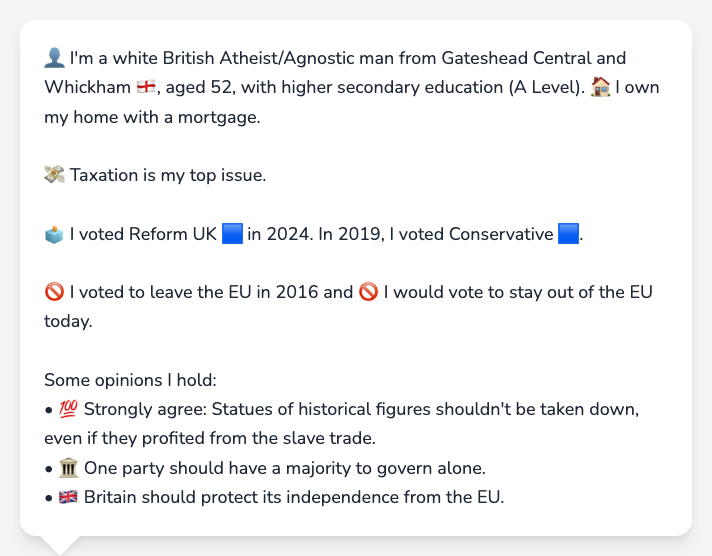 👤 I'm a white British Atheist/Agnostic man from Gateshead Central and
Whickham 🏴󠁧󠁢󠁥󠁮󠁧󠁿, aged 52, with higher secondary education (A Level). 🏠 I own
my home with a mortgage.
💸 Taxation is my top issue.
🗳️ I voted Reform UK 🟦 in 2024. In 2019, I voted Conservative 🟦.
🚫 I voted to leave the EU in 2016 and 🚫 I would vote to stay out of the EU
today.
Some opinions I hold:
• 💯 Strongly agree: Statues of historical figures shouldn't be taken down,
even if they profited from the slave trade.
• 🏛️ One party should have a majority to govern alone.
• 🇬🇧 Britain should protect its independence from the EU.